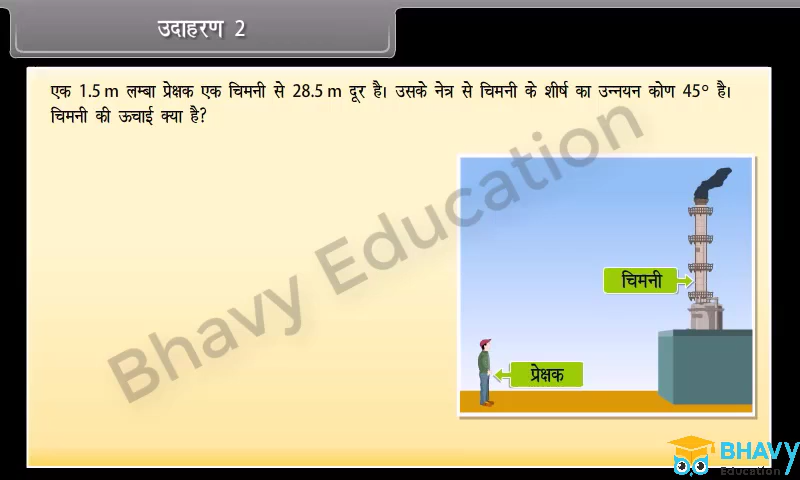 उदाहरण 2
एक 1.5 m लम्बा प्रेक्षक एक चिमनी से 28.5 m दूर है। उसके नेत्र से चिमनी के शीर्ष का उन्नयन कोण 45° है।
चिमनी की ऊचाई क्या है?
Bhavy Education
चिमनी
प्रेक्षक
BHAVY
Education